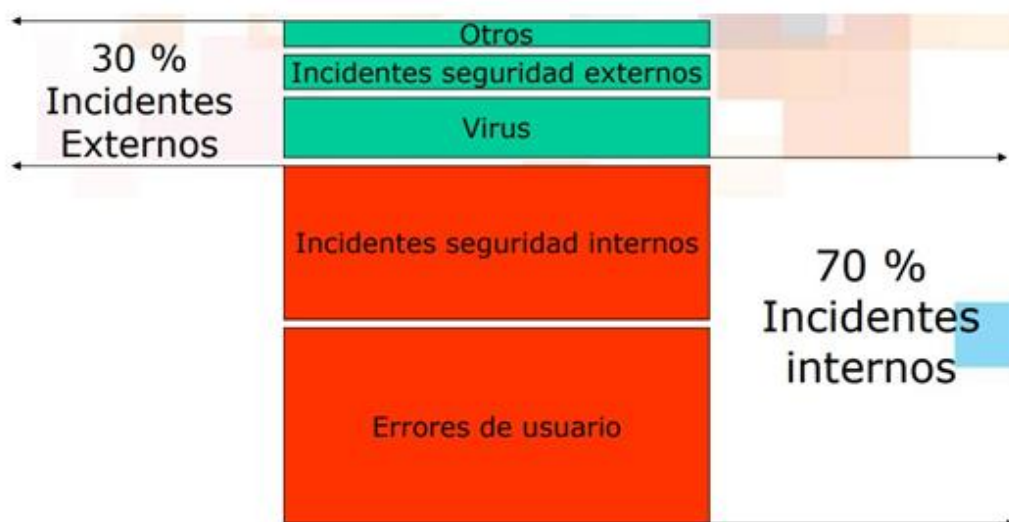 Otros
30 %
Incidentes
Externos
Incidentes seguridad externos
Virus
Incidentes seguridad internos
70 %
Incidentes
internos
Errores de usuario